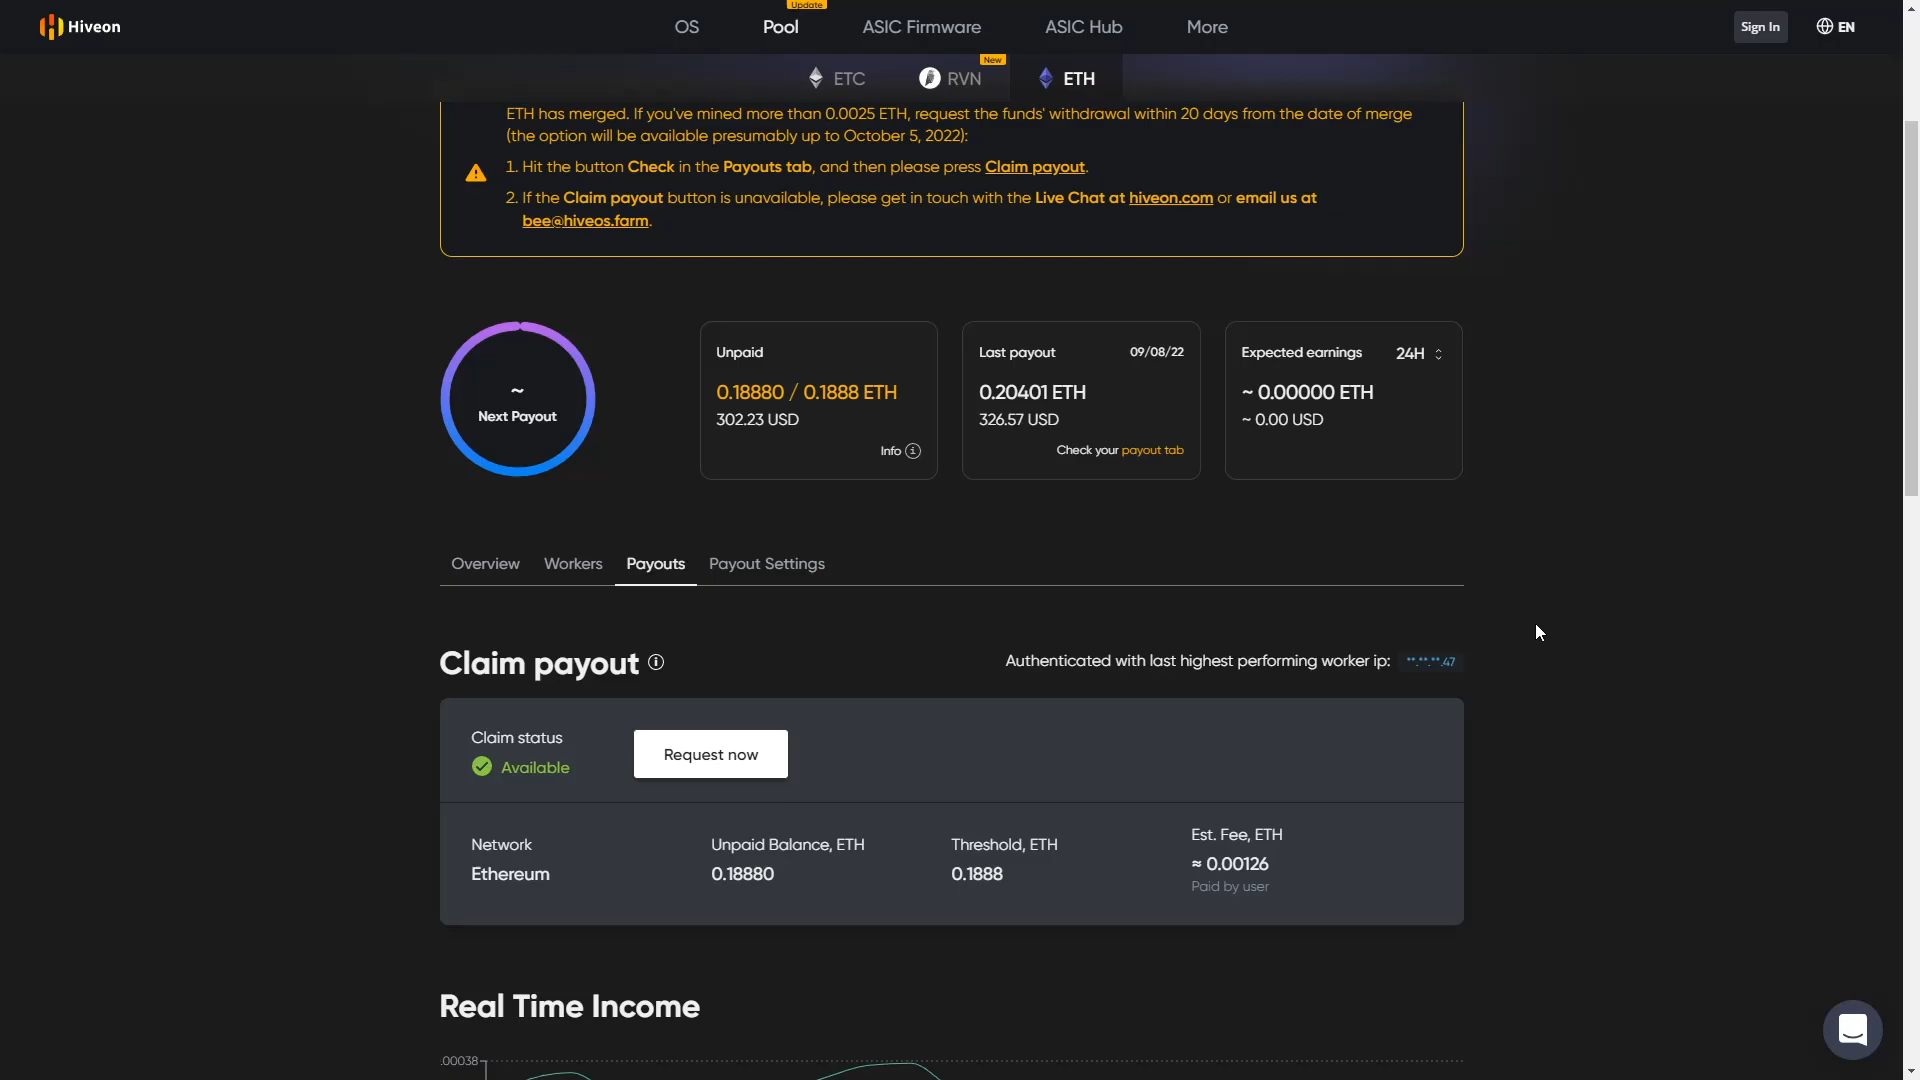 Hiveon
OS
Pool
Update
ASIC Firmware
ASIC Hub
More
Sign In
EN
ETC
RVN
New
ETH
ETH has merged. If you've mined more than 0.0025 ETH, request the funds' withdrawal within 20 days from the date of merge
(the option will be available presumably up to October 5, 2022):
1. Hit the button Check in the Payouts tab, and then please press Claim payout.
2. If the Claim payout button is unavailable, please get in touch with the Live Chat at hiveon.com or email us at
bee@hiveos.farm.
~
Next Payout
Unpaid
0.18880 / 0.1888 ETH
302.23 USD
Info
Last payout 09/08/22
0.20401 ETH
326.57 USD
Check your payout tab
Expected earnings 24H
~ 0.00000 ETH
~ 0.00 USD
Overview Workers Payouts Payout Settings
Claim payout
Authenticated with last highest performing worker ip: **.**.**.47
Claim status
Available
Request now
Network
Ethereum
Unpaid Balance, ETH
0.18880
Threshold, ETH
0.1888
Est. Fee, ETH
≈ 0.00126
Paid by user
Real Time Income
.00038